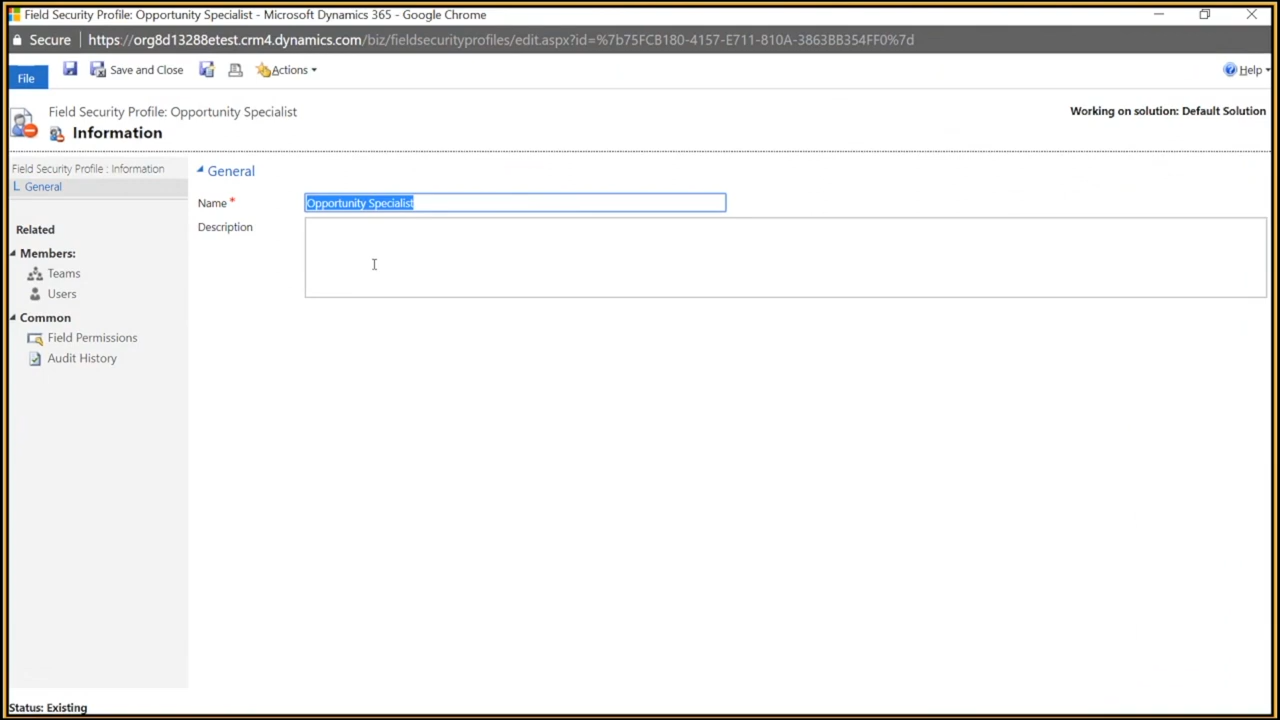 Field Security Profile: Opportunity Specialist - Microsoft Dynamics 365 - Google Chrome
Secure https://org8d13288etest.crm4.dynamics.com/biz/fieldsecurityprofiles/edit.aspx?id=%7b75FCB180-4157-E711-810A-3863BB354FF0%7d
File Save and Close Actions Help
Field Security Profile: Opportunity Specialist
Information
Working on solution: Default Solution
Field Security Profile : Information
General
Related
Members:
Teams
Users
Common
Field Permissions
Audit History
General
Name * Opportunity Specialist
Description
Status: Existing